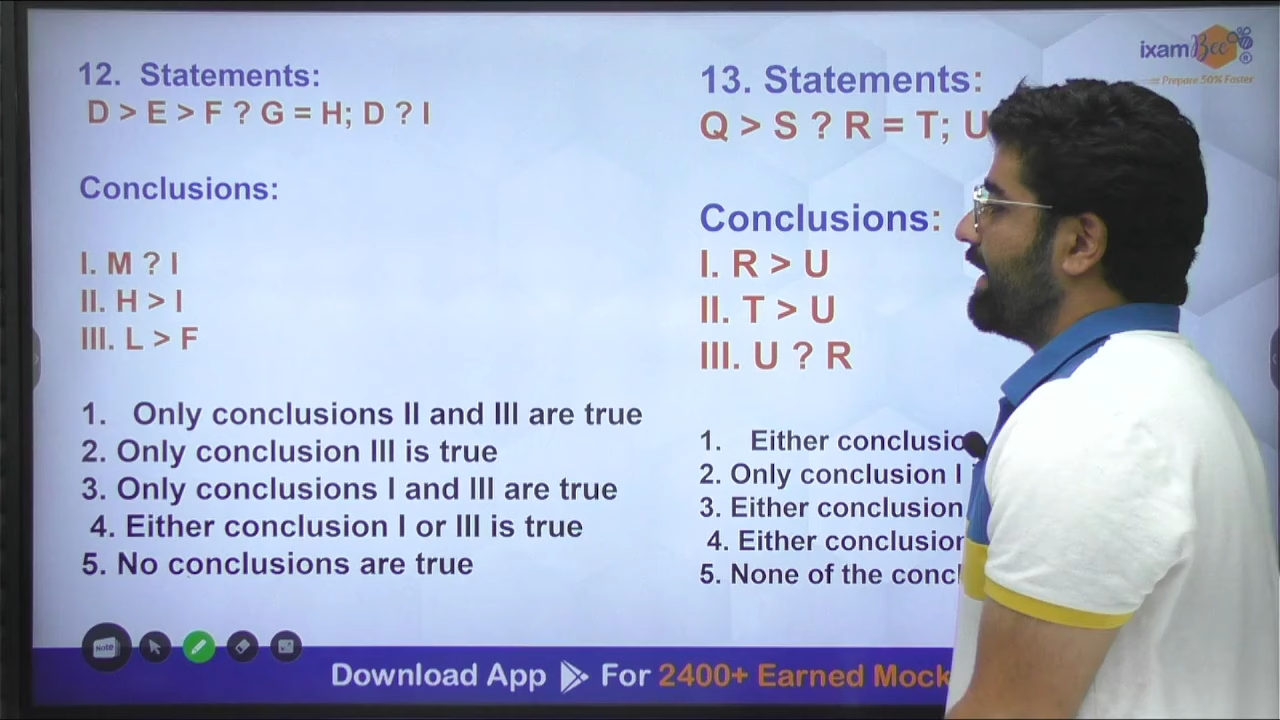 12. Statements:
D > E > F ? G = H; D ? I
Conclusions:
I. M ? I
II. H > I
III. L > F
1. Only conclusions II and III are true
2. Only conclusion III is true
3. Only conclusions I and III are true
4. Either conclusion I or III is true
5. No conclusions are true
13. Statements:
Q > S ? R = T; U
Conclusions:
I. R > U
II. T > U
III. U ? R
1. Either conclusio
2. Only conclusion I
3. Either conclusion
4. Either conclusion
5. None of the concl
ixamBee
Prepare 50% Faster
Note
Download App For 2400+ Earned Mock